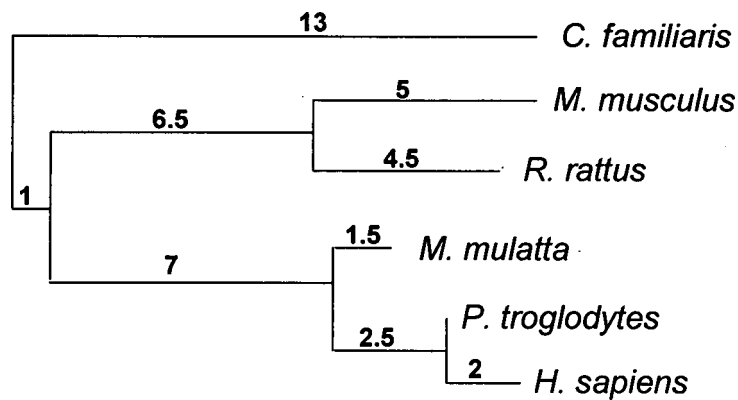 13
C. familiaris
5
M. musculus
6.5
4.5
R. rattus
1
1.5
M. mulatta
7
P. troglodytes
2.5
2
H. sapiens